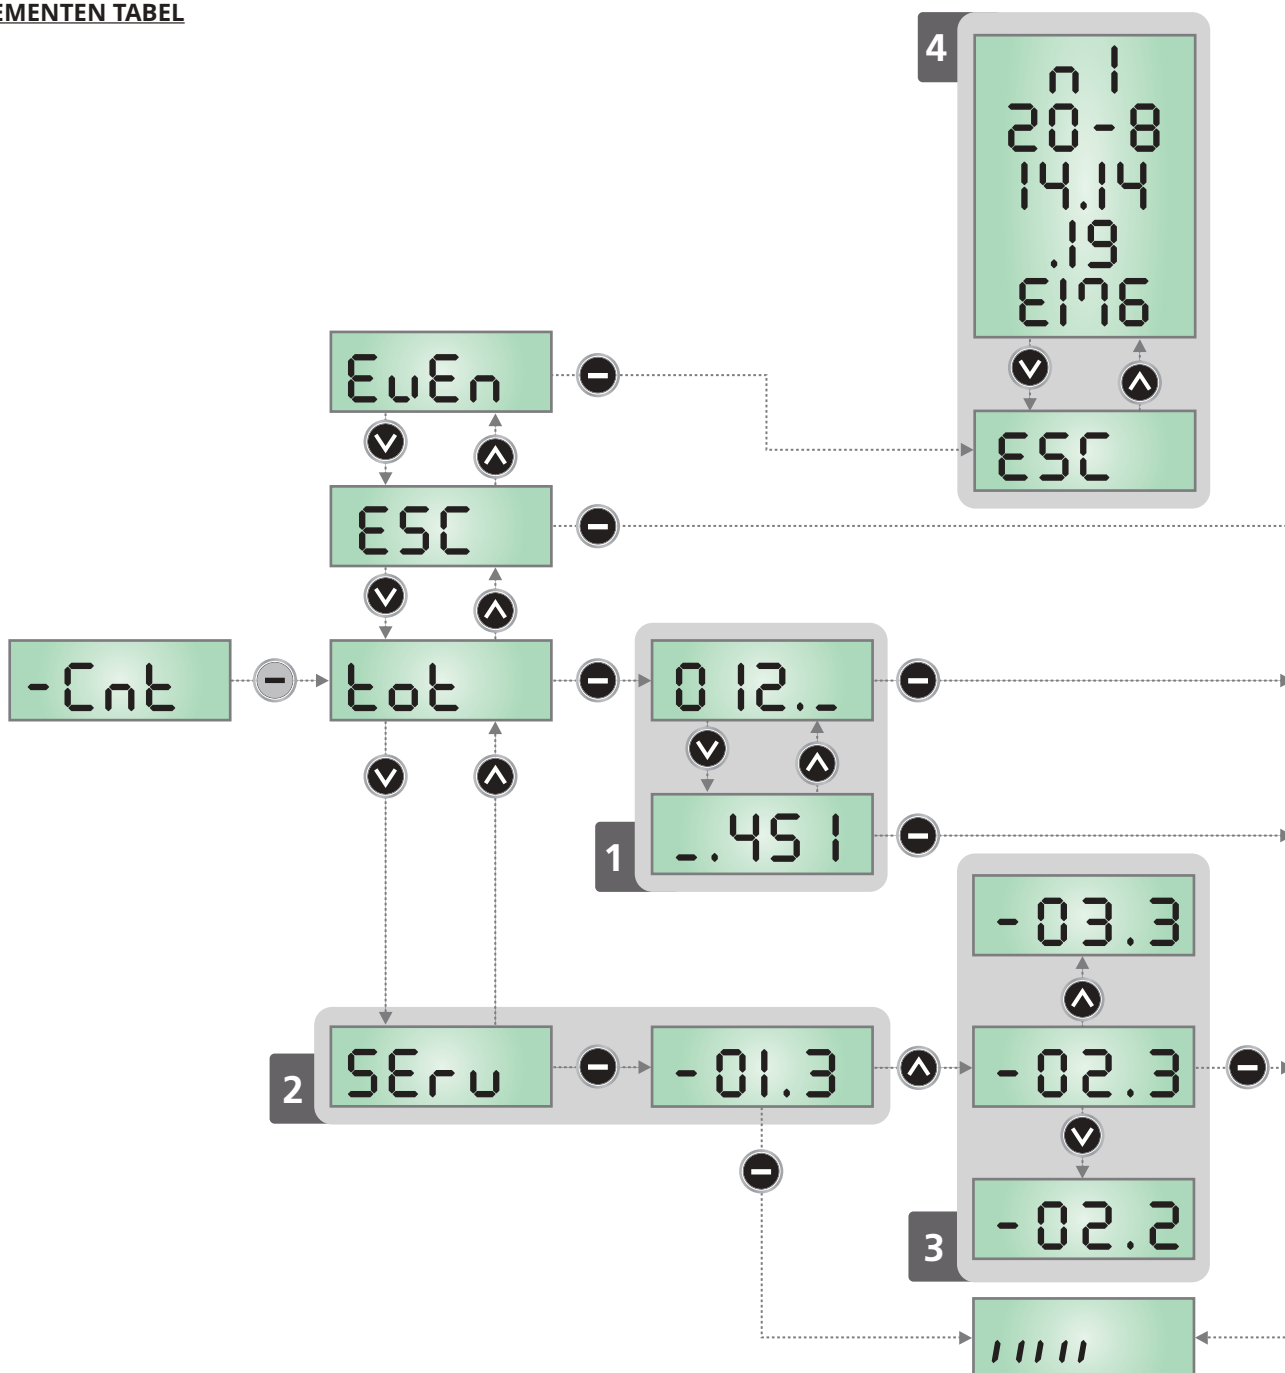 EMENTEN TABEL
4
n 1
20-8
14.14
.19
E176
EvEn
ESC
ESC
-Cnt
tot
012._
_.451
1
-03.3
SErv
-01.3
-02.3
2
-02.2
3